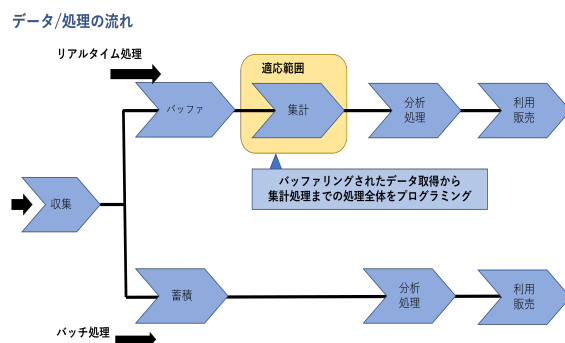 データ/処理の流れ
リアルタイム処理
適応範囲
バッファ
集計
分析
処理
利用
販売
バッファリングされたデータ取得から
集計処理までの処理全体をプログラミング
収集
蓄積
分析
処理
利用
販売
バッチ処理